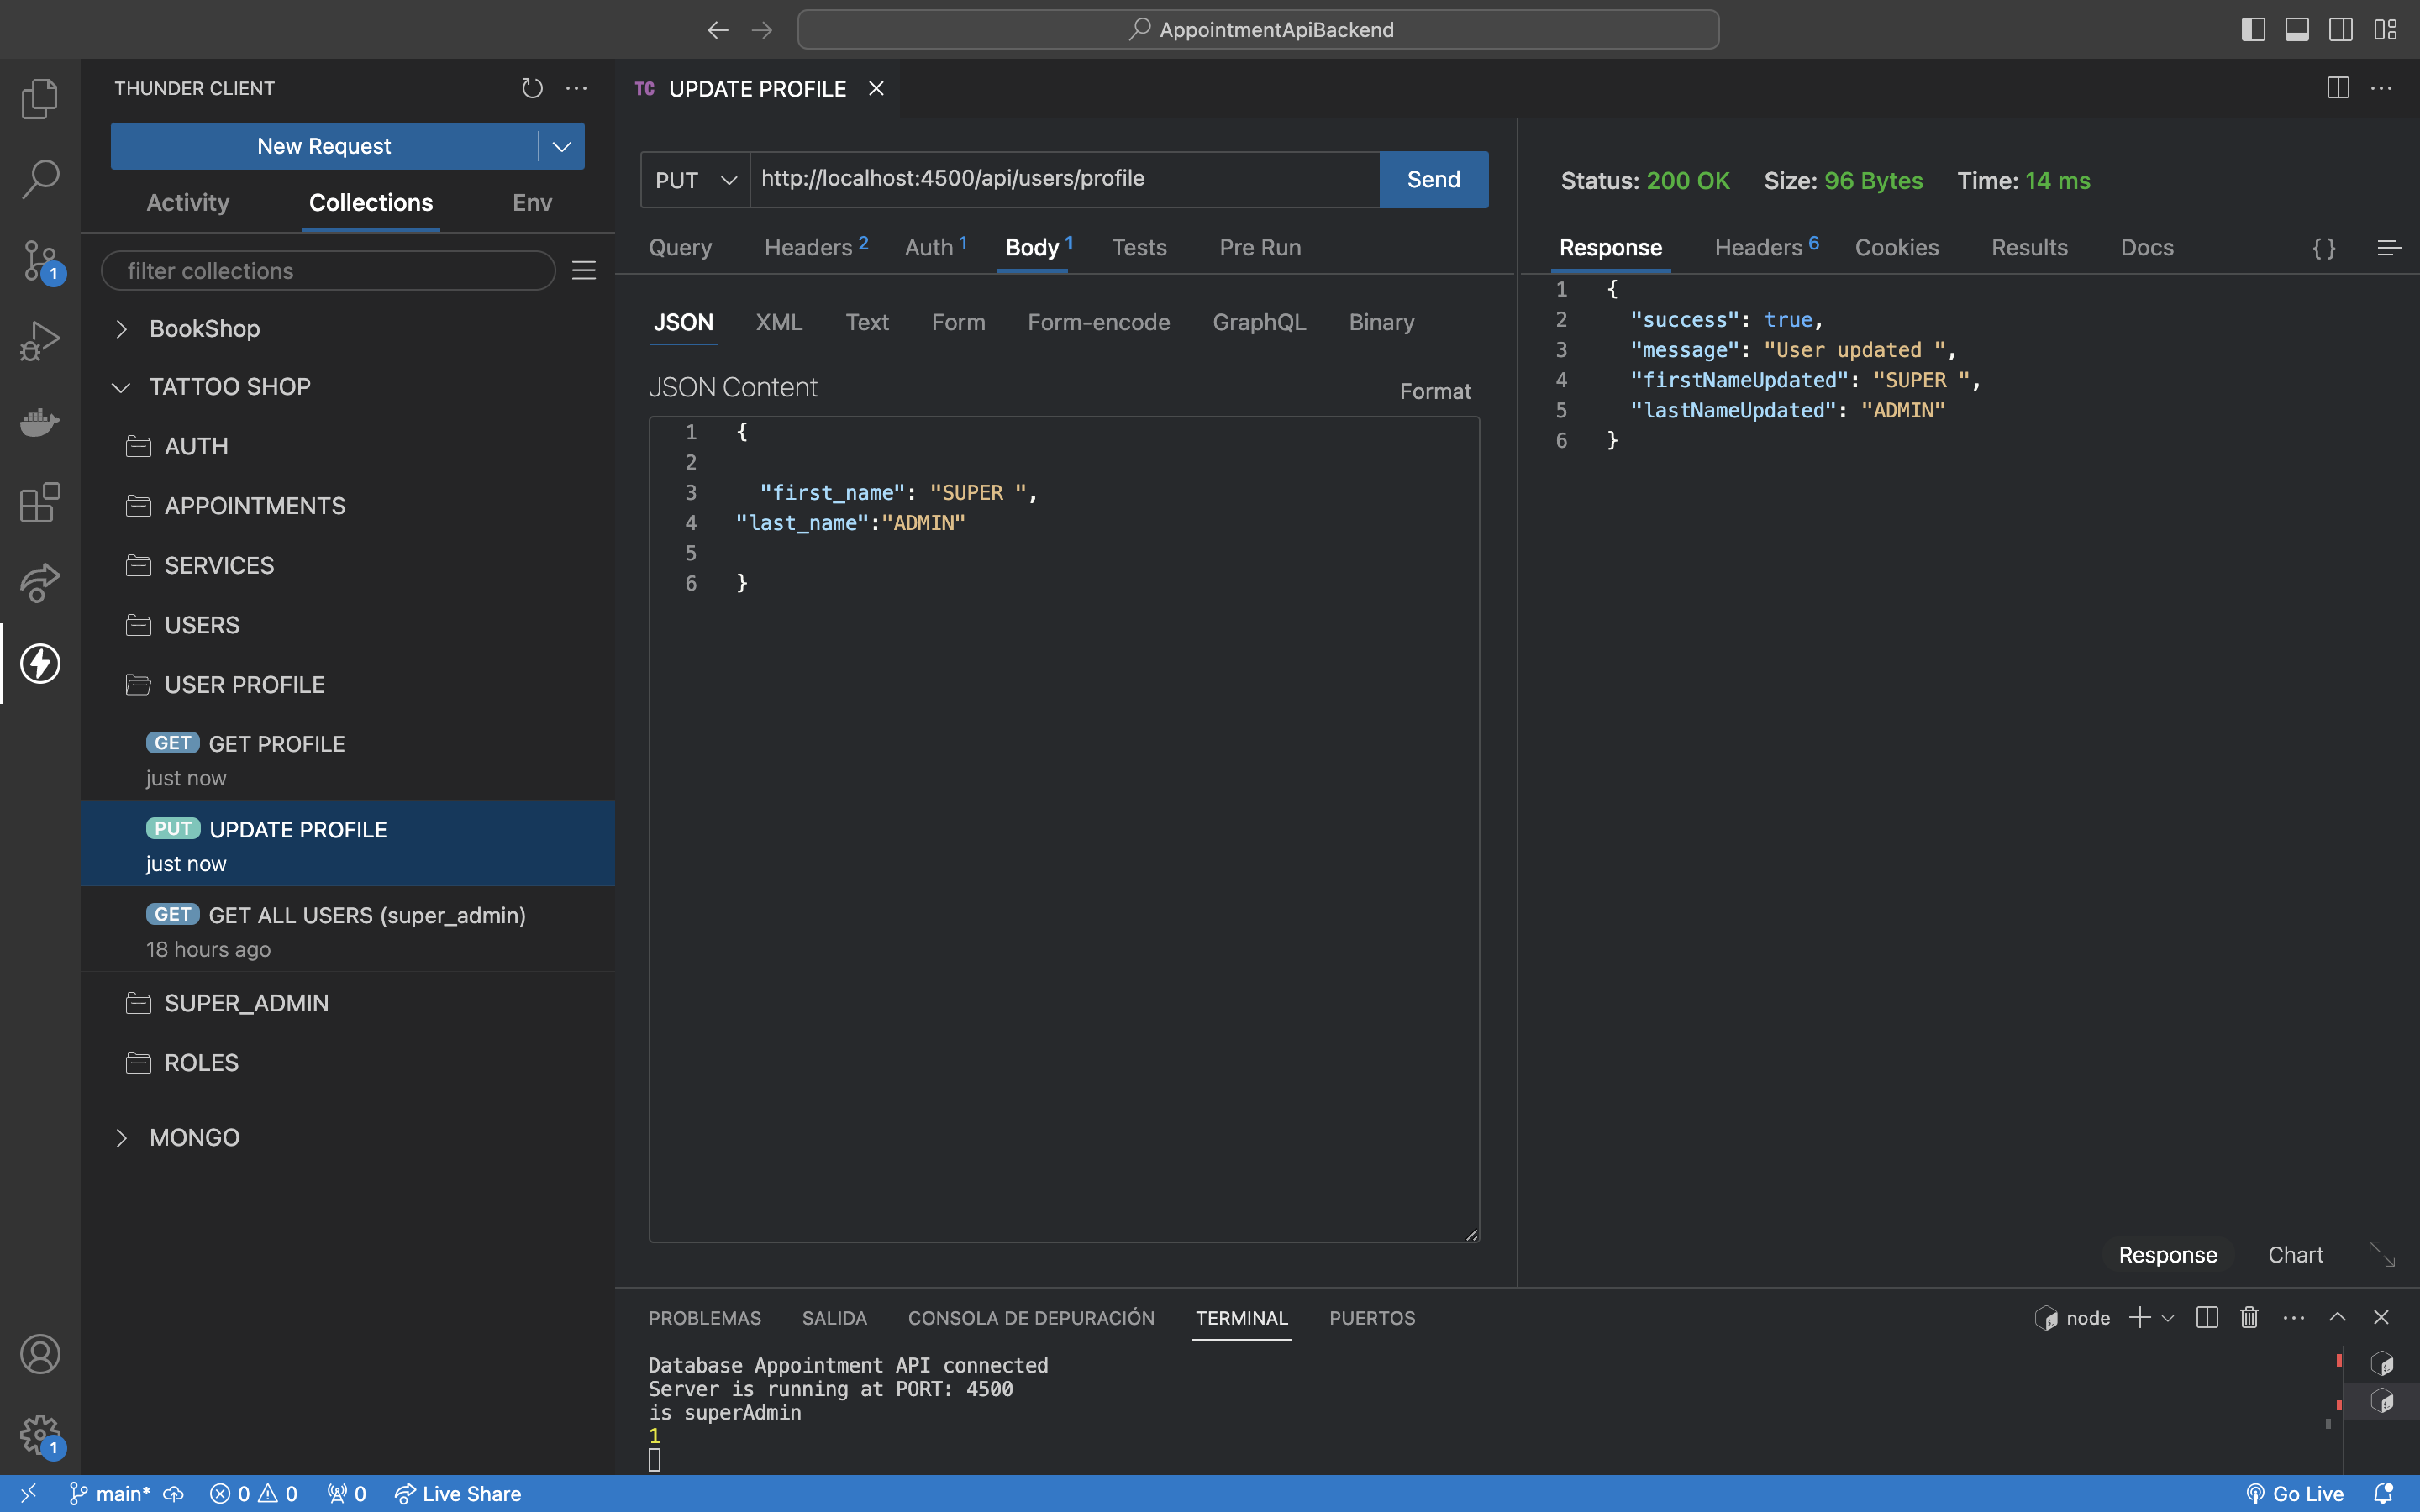 AppointmentApiBackend
THUNDER CLIENT
New Request
Activity
Collections
Env
filter collections
BookShop
TATTOO SHOP
AUTH
APPOINTMENTS
SERVICES
USERS
USER PROFILE
GET GET PROFILE
just now
PUT UPDATE PROFILE
just now
GET GET ALL USERS (super_admin)
18 hours ago
SUPER_ADMIN
ROLES
MONGO
1
1
TC UPDATE PROFILE
PUT http://localhost:4500/api/users/profile Send
Query Headers 2 Auth 1 Body 1 Tests Pre Run
JSON XML Text Form Form-encode GraphQL Binary
JSON Content Format
1 {
2
3 "first_name": "SUPER ",
4 "last_name":"ADMIN"
5
6 }
Status: 200 OK Size: 96 Bytes Time: 14 ms
Response Headers 6 Cookies Results Docs { }
1 {
2 "success": true,
3 "message": "User updated ",
4 "firstNameUpdated": "SUPER ",
5 "lastNameUpdated": "ADMIN"
6 }
Response Chart
PROBLEMAS SALIDA CONSOLA DE DEPURACIÓN TERMINAL PUERTOS
node
Database Appointment API connected
Server is running at PORT: 4500
is superAdmin
1
main* 0 0 0 Live Share Go Live